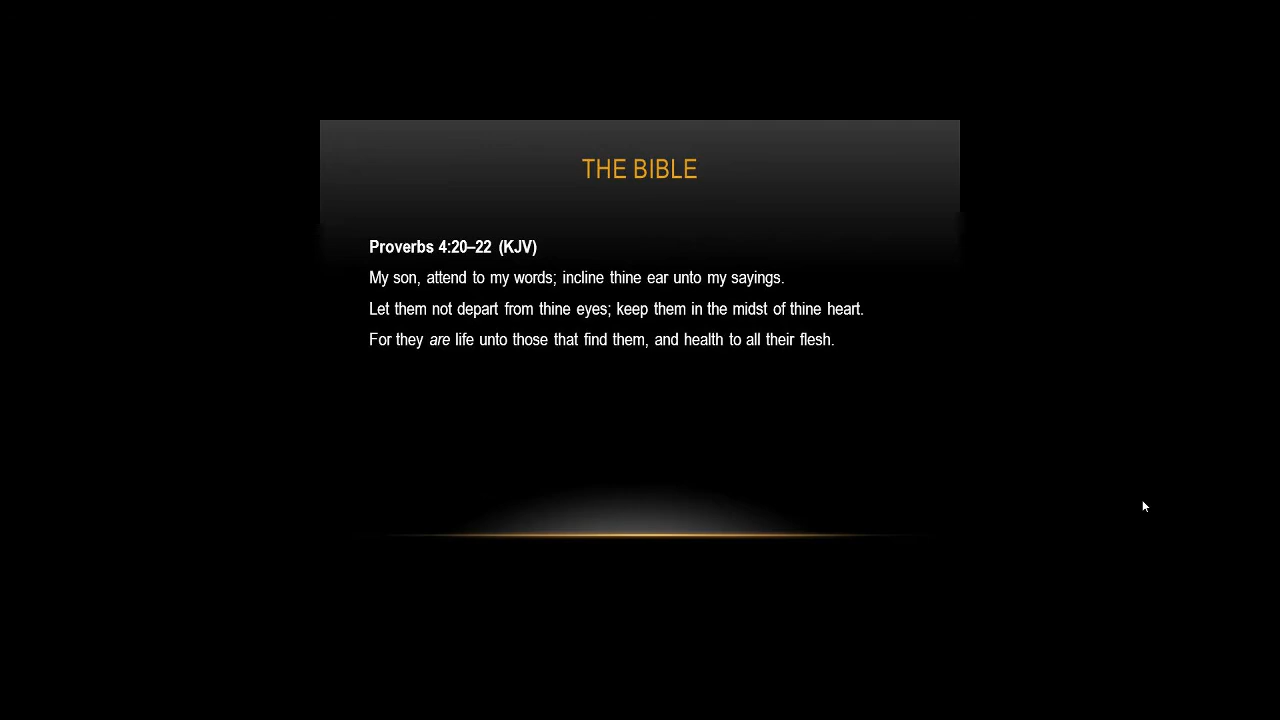 THE BIBLE
Proverbs 4:20–22 (KJV)
My son, attend to my words; incline thine ear unto my sayings.
Let them not depart from thine eyes; keep them in the midst of thine heart.
For they are life unto those that find them, and health to all their flesh.